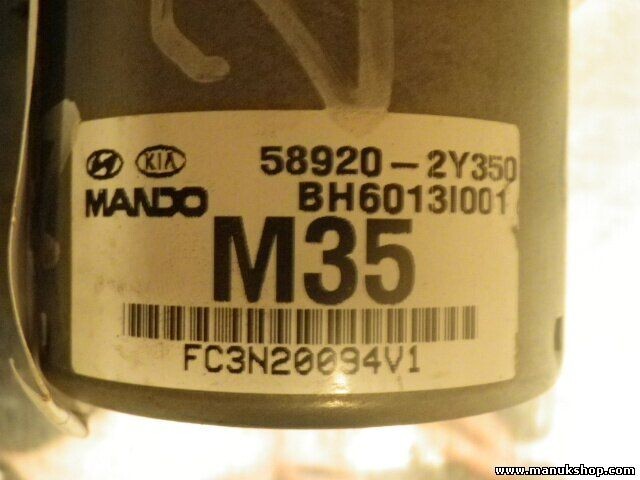 KIA 58920-2Y350
MANDO BH6013I001
M35
FC3N20094V1
www.manukshop.com